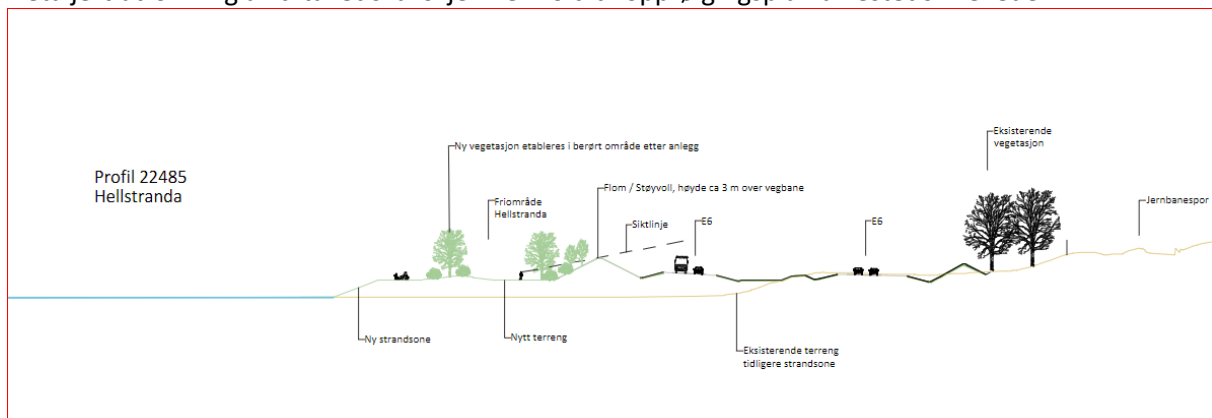 Profil 22485
Hellstranda
Ny vegetasjon etableres i berørt område etter anlegg
Friområde
Hellstranda
Flom / Støyvoll, høyde ca 3 m over vegbane
Siktlinje
E6
E6
Eksisterende
vegetasjon
Jernbanespor
Ny strandsone
Nytt terreng
Eksisterende terreng
tidligere strandsone